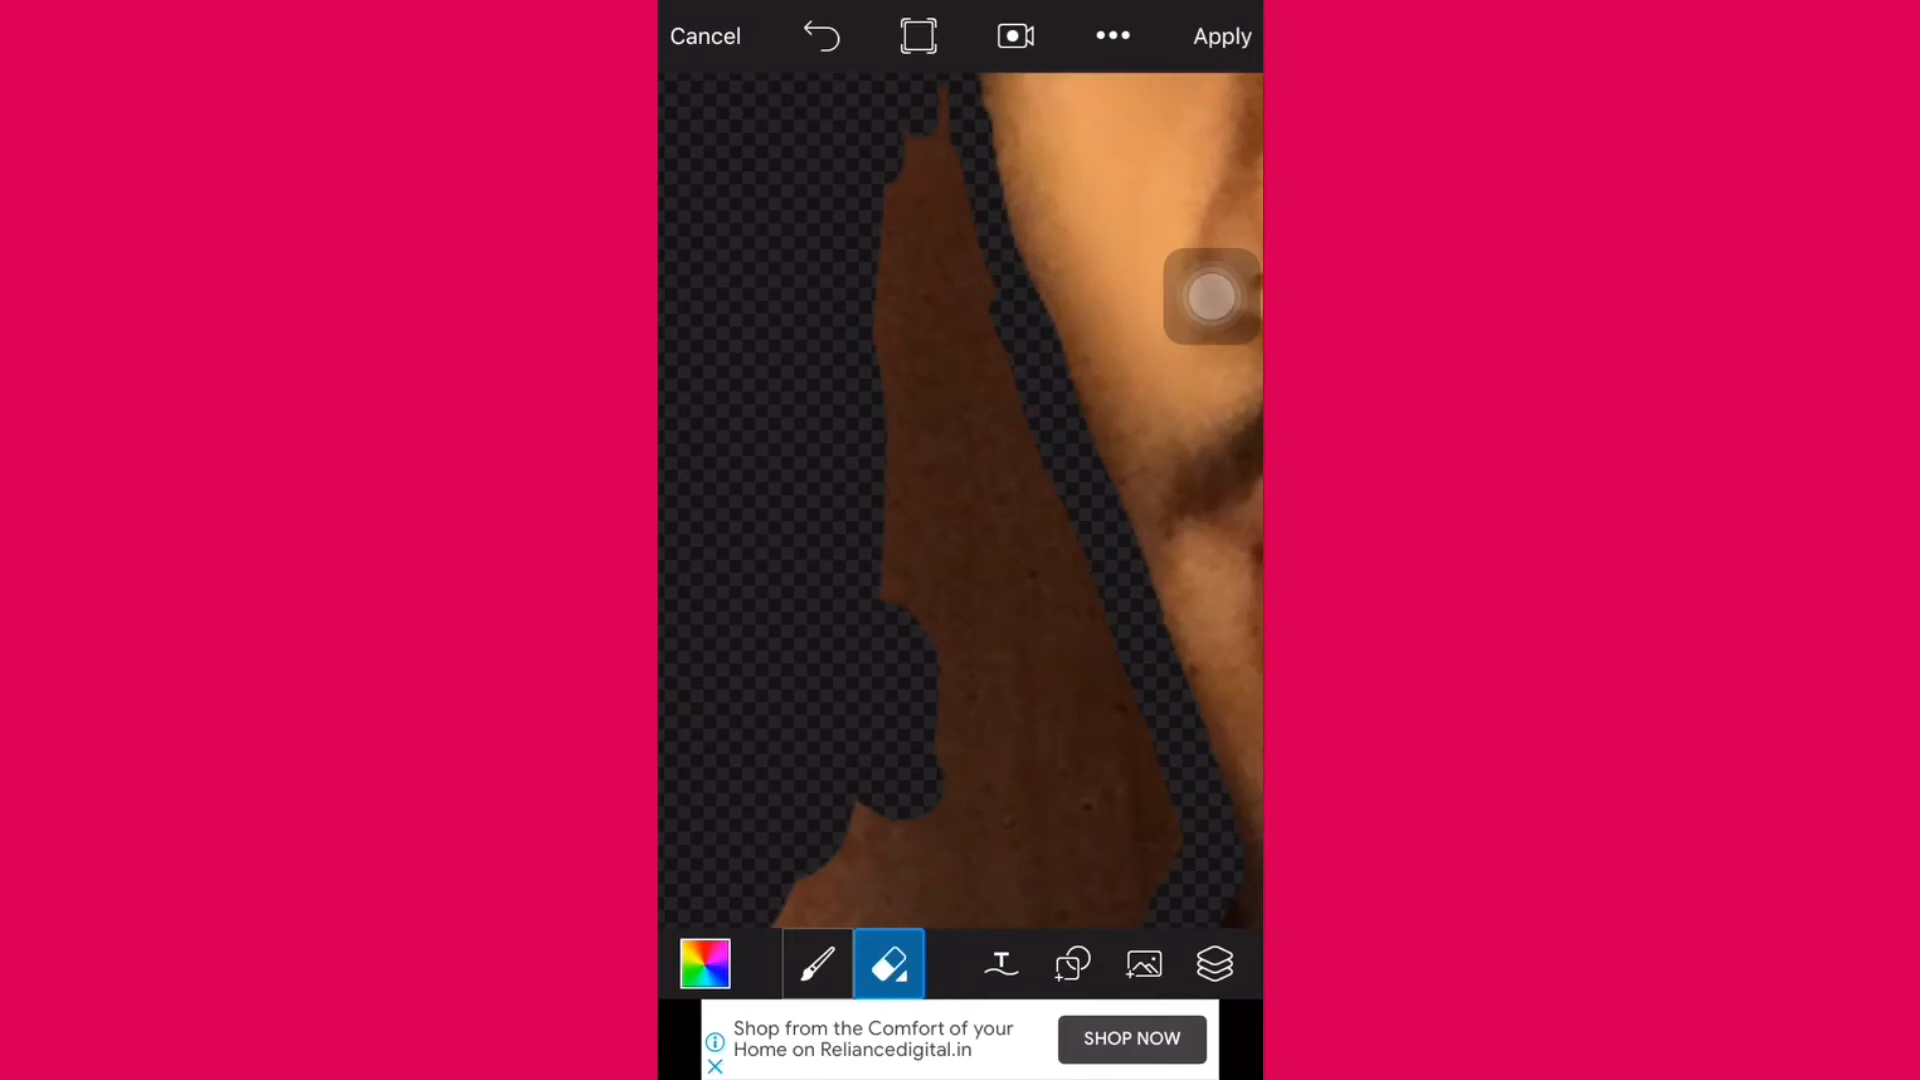 Cancel
Apply
T
Shop from the Comfort of your
Home on Reliancedigital.in
SHOP NOW